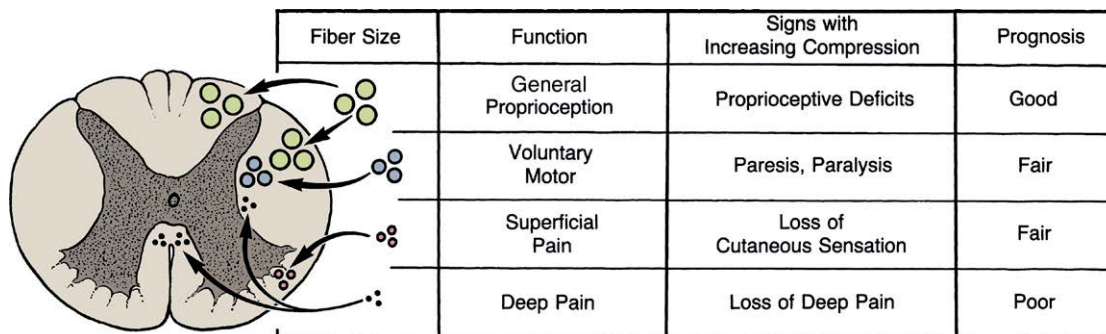 Fiber Size
Function
Signs with
Increasing Compression
Prognosis
General
Proprioception
Proprioceptive Deficits
Good
Voluntary
Motor
Paresis, Paralysis
Fair
Superficial
Pain
Loss of
Cutaneous Sensation
Fair
Deep Pain
Loss of Deep Pain
Poor